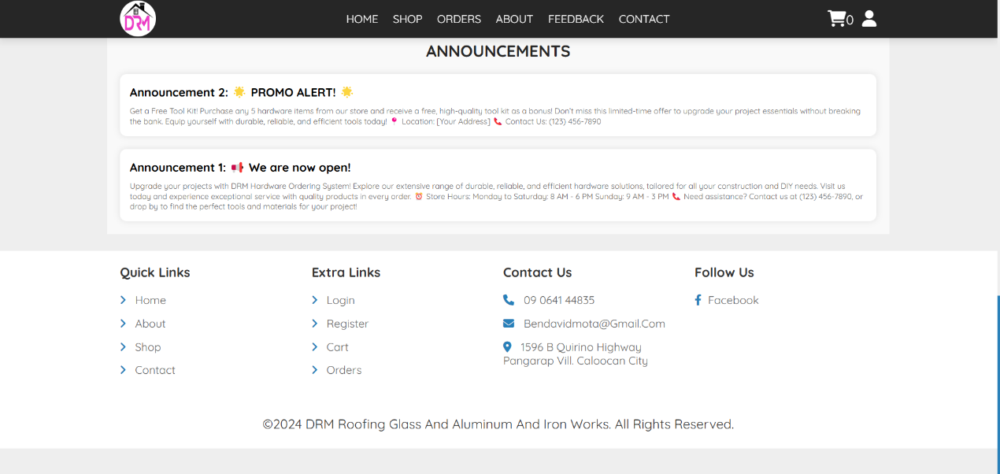 DRM
HOME SHOP ORDERS ABOUT FEEDBACK CONTACT
0
ANNOUNCEMENTS
Announcement 2: 🌟 PROMO ALERT! 🌟
Get a Free Tool Kit! Purchase any 5 hardware items from our store and receive a free, high-quality tool kit as a bonus! Don't miss this limited-time offer to upgrade your project essentials without breaking
the bank. Equip yourself with durable, reliable, and efficient tools today! 📍 Location: [Your Address] 📞 Contact Us: (123) 456-7890
Announcement 1: 📢 We are now open!
Upgrade your projects with DRM Hardware Ordering System! Explore our extensive range of durable, reliable, and efficient hardware solutions, tailored for all your construction and DIY needs. Visit us
today and experience exceptional service with quality products in every order. ⏰ Store Hours: Monday to Saturday: 8 AM - 6 PM Sunday: 9 AM - 3 PM 📞 Need assistance? Contact us at (123) 456-7890, or
drop by to find the perfect tools and materials for your project!
Quick Links
Home
About
Shop
Contact
Extra Links
Login
Register
Cart
Orders
Contact Us
09 0641 44835
Bendavidmota@Gmail.Com
1596 B Quirino Highway
Pangarap Vill. Caloocan City
Follow Us
Facebook
©2024 DRM Roofing Glass And Aluminum And Iron Works. All Rights Reserved.